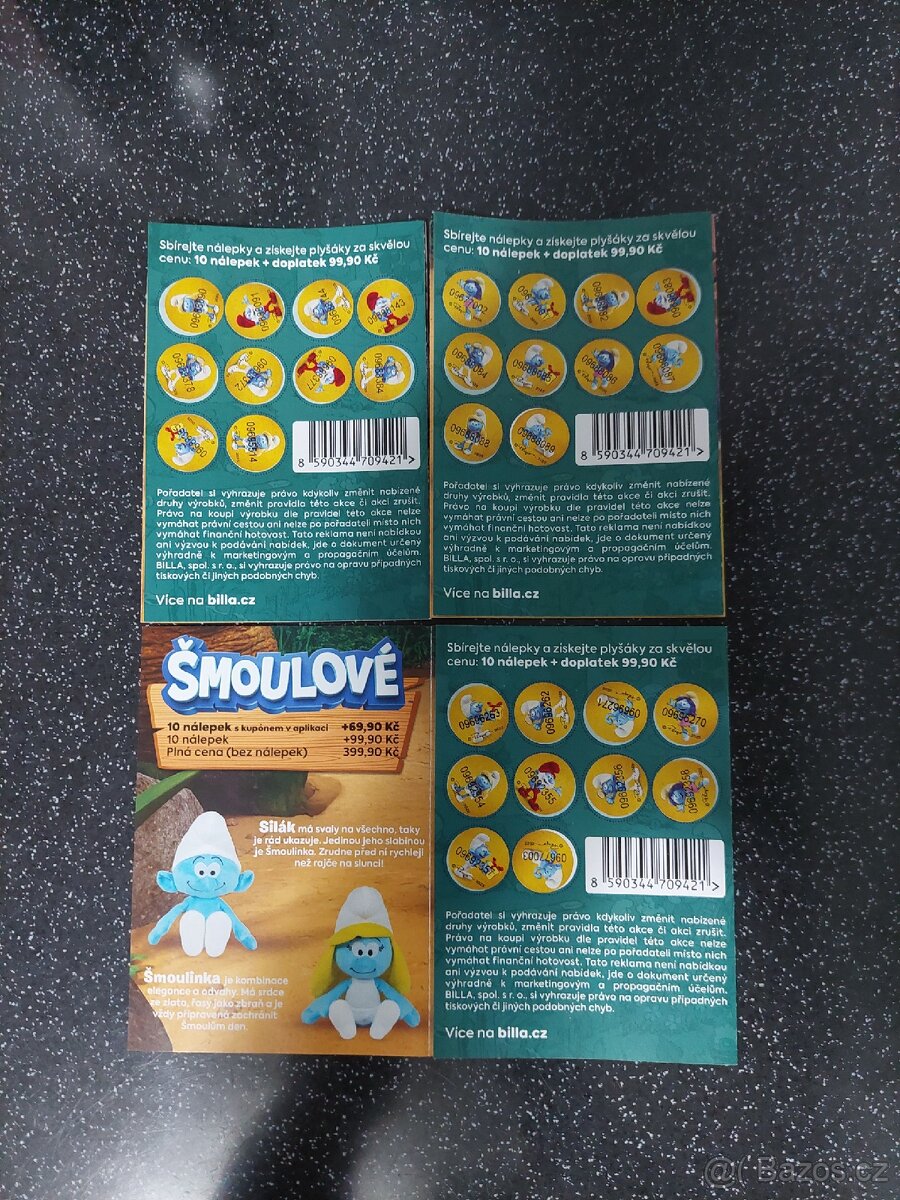 Sbírejte nálepky a získejte plyšáky za skvělou
cenu: 10 nálepek + doplatek 99,90 Kč
8 590344 709421 >
Pořadatel si vyhrazuje právo kdykoliv změnit nabízené
druhy výrobků, změnit pravidla této akce či akci zrušit.
Právo na koupi výrobku dle pravidel této akce nelze
vymáhat právní cestou ani nelze po pořadateli místo nich
vymáhat finanční hotovost. Tato reklama není nabídkou
ani výzvou k podávání nabídek, jde o dokument určený
výhradně k marketingovým a propagačním účelům.
BILLA, spol. s r. o., si vyhrazuje právo na opravu případných
tiskových či jiných podobných chyb.
Více na billa.cz
Sbírejte nálepky a získejte plyšáky za skvělou
cenu: 10 nálepek + doplatek 99,90 Kč
8 590344 709421 >
Pořadatel si vyhrazuje právo kdykoliv změnit nabízené
druhy výrobků, změnit pravidla této akce či akci zrušit.
Právo na koupi výrobku dle pravidel této akce nelze
vymáhat právní cestou ani nelze po pořadateli místo nich
vymáhat finanční hotovost. Tato reklama není nabídkou
ani výzvou k podávání nabídek, jde o dokument určený
výhradně k marketingovým a propagačním účelům.
BILLA, spol. s r. o., si vyhrazuje právo na opravu případných
tiskových či jiných podobných chyb.
Více na billa.cz
ŠMOULOVÉ
10 nálepek s kupónem v aplikaci +69,90 Kč
10 nálepek +99,90 Kč
Plná cena (bez nálepek) 399,90 Kč
Silák má svaly na všechno, taky
je rád ukazuje. Jedinou jeho slabinou
je Šmoulinka. Zrudne před ní rychleji
než rajče na slunci!
Šmoulinka je kombinace
elegance a odvahy. Má srdce
ze zlata, řasy jako zbraň a je
vždy připravená zachránit
Šmoulům den.
Sbírejte nálepky a získejte plyšáky za skvělou
cenu: 10 nálepek + doplatek 99,90 Kč
09696263
09696271
09696270
09677003
8 590344 709421 >
Pořadatel si vyhrazuje právo kdykoliv změnit nabízené
druhy výrobků, změnit pravidla této akce či akci zrušit.
Právo na koupi výrobku dle pravidel této akce nelze
vymáhat právní cestou ani nelze po pořadateli místo nich
vymáhat finanční hotovost. Tato reklama není nabídkou
ani výzvou k podávání nabídek, jde o dokument určený
výhradně k marketingovým a propagačním účelům.
BILLA, spol. s r. o., si vyhrazuje právo na opravu případných
tiskových či jiných podobných chyb.
Více na billa.cz
Bazos.cz